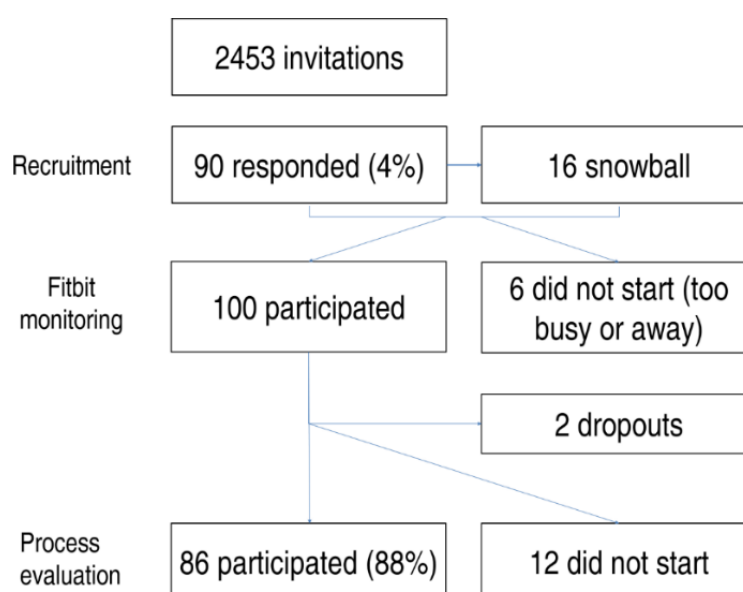 2453 invitations
Recruitment
90 responded (4%)
16 snowball
Fitbit
monitoring
100 participated
6 did not start (too
busy or away)
2 dropouts
Process
evaluation
86 participated (88%)
12 did not start